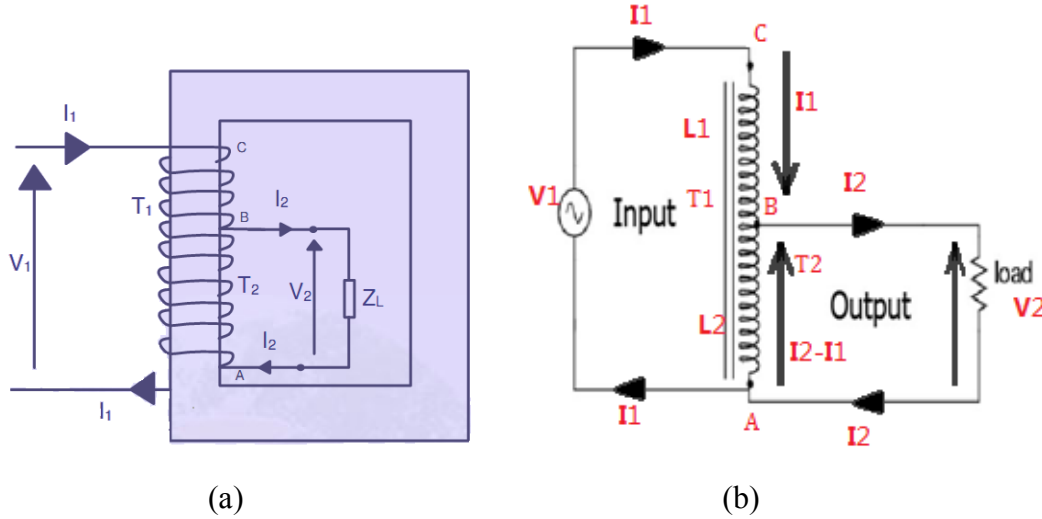 I1
V1
T1
C
B
I2
T2
V2
ZL
I2
A
I1
(a)
I1
C
I1
L1
V1
Input
T1
B
I2
T2
load
V2
Output
L2
I2-I1
I1
A
I2
(b)